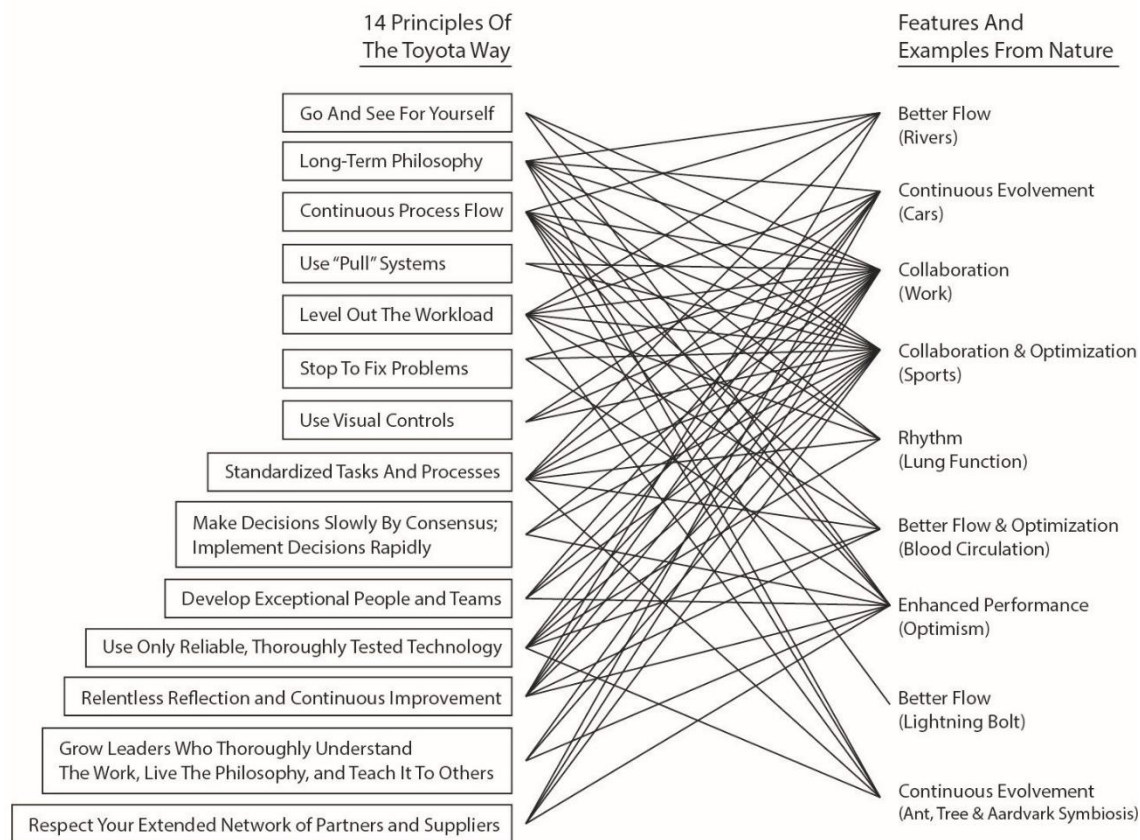 14 Principles Of
The Toyota Way
Go And See For Yourself
Long-Term Philosophy
Continuous Process Flow
Use “Pull” Systems
Level Out The Workload
Stop To Fix Problems
Use Visual Controls
Standardized Tasks And Processes
Make Decisions Slowly By Consensus;
Implement Decisions Rapidly
Develop Exceptional People and Teams
Use Only Reliable, Thoroughly Tested Technology
Relentless Reflection and Continuous Improvement
Grow Leaders Who Thoroughly Understand
The Work, Live The Philosophy, and Teach It To Others
Respect Your Extended Network of Partners and Suppliers
Features And
Examples From Nature
Better Flow
(Rivers)
Continuous Evolvement
(Cars)
Collaboration
(Work)
Collaboration & Optimization
(Sports)
Rhythm
(Lung Function)
Better Flow & Optimization
(Blood Circulation)
Enhanced Performance
(Optimism)
Better Flow
(Lightning Bolt)
Continuous Evolvement
(Ant, Tree & Aardvark Symbiosis)